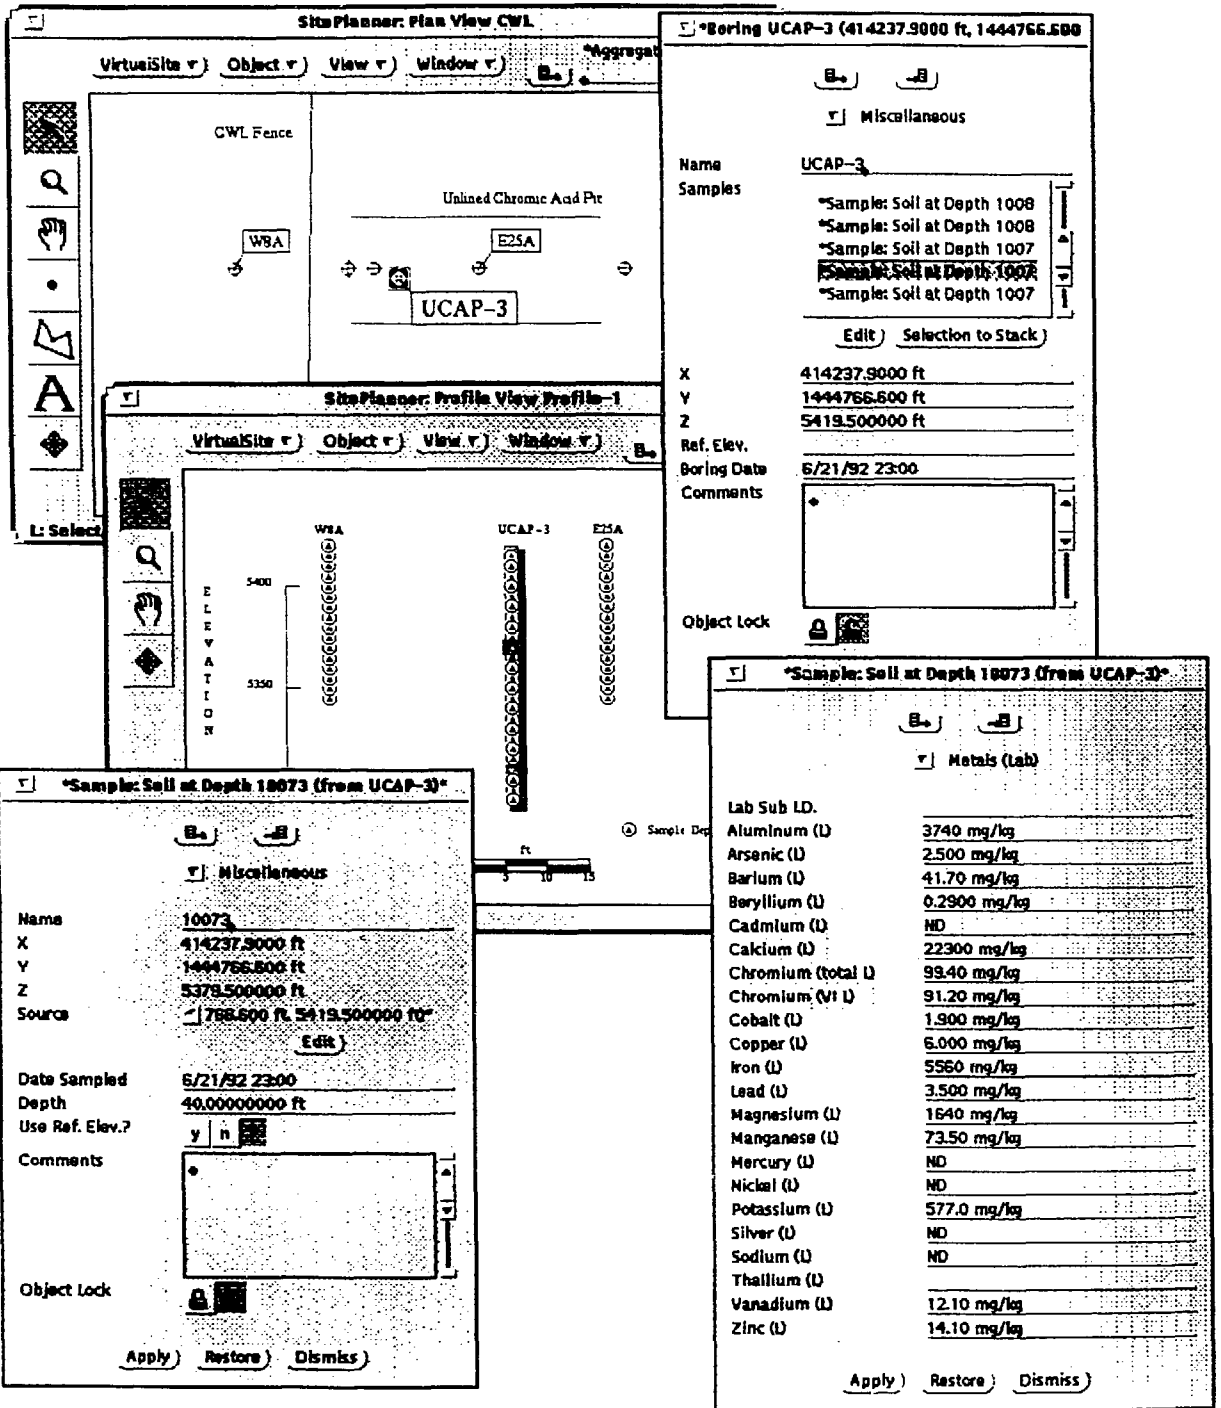 SitePlanner: Plan View CWL
VirtualSite Object View Window
*Aggregat
CWL Fence
Unlined Chromic Acid Pit
W8A
E25A
UCAP-3
A
L: Select
SitePlanner: Profile View Profile-1
VirtualSite Object View Window
W8A UCAP-3 E25A
ELEVATION
5400
5350
Sample Dep
ft
5 10 15
*Boring UCAP-3 (414237.9000 ft, 1444766.600
Miscellaneous
Name UCAP-3
Samples
*Sample: Soil at Depth 1008
*Sample: Soil at Depth 1008
*Sample: Soil at Depth 1007
*Sample: Soil at Depth 1007
*Sample: Soil at Depth 1007
Edit Selection to Stack
X 414237.9000 ft
Y 1444766.600 ft
Z 5419.500000 ft
Ref. Elev.
Boring Date 6/21/92 23:00
Comments
Object Lock
*Sample: Soil at Depth 10073 (from UCAP-3)*
Miscellaneous
Name 10073
X 414237.9000 ft
Y 1444766.600 ft
Z 5379.500000 ft
Source 766.600 ft, 5419.500000 ft)*
Edit
Date Sampled 6/21/92 23:00
Depth 40.00000000 ft
Use Ref. Elev.? y n
Comments
Object Lock
Apply Restore Dismiss
*Sample: Soil at Depth 10073 (from UCAP-3)*
Metals (Lab)
Lab Sub I.D.
Aluminum (L) 3740 mg/kg
Arsenic (L) 2.500 mg/kg
Barium (L) 41.70 mg/kg
Beryllium (L) 0.2900 mg/kg
Cadmium (L) ND
Calcium (L) 22300 mg/kg
Chromium (total L) 99.40 mg/kg
Chromium (VI L) 91.20 mg/kg
Cobalt (L) 1.900 mg/kg
Copper (L) 6.000 mg/kg
Iron (L) 5560 mg/kg
Lead (L) 3.500 mg/kg
Magnesium (L) 1640 mg/kg
Manganese (L) 73.50 mg/kg
Mercury (L) ND
Nickel (L) ND
Potassium (L) 577.0 mg/kg
Silver (L) ND
Sodium (L) ND
Thallium (L)
Vanadium (L) 12.10 mg/kg
Zinc (L) 14.10 mg/kg
Apply Restore Dismiss